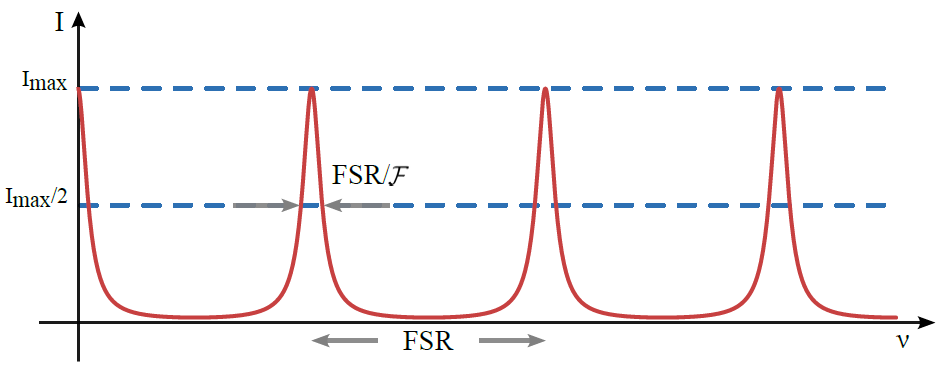 I
Imax
FSR/ℱ
Imax/2
FSR
ν